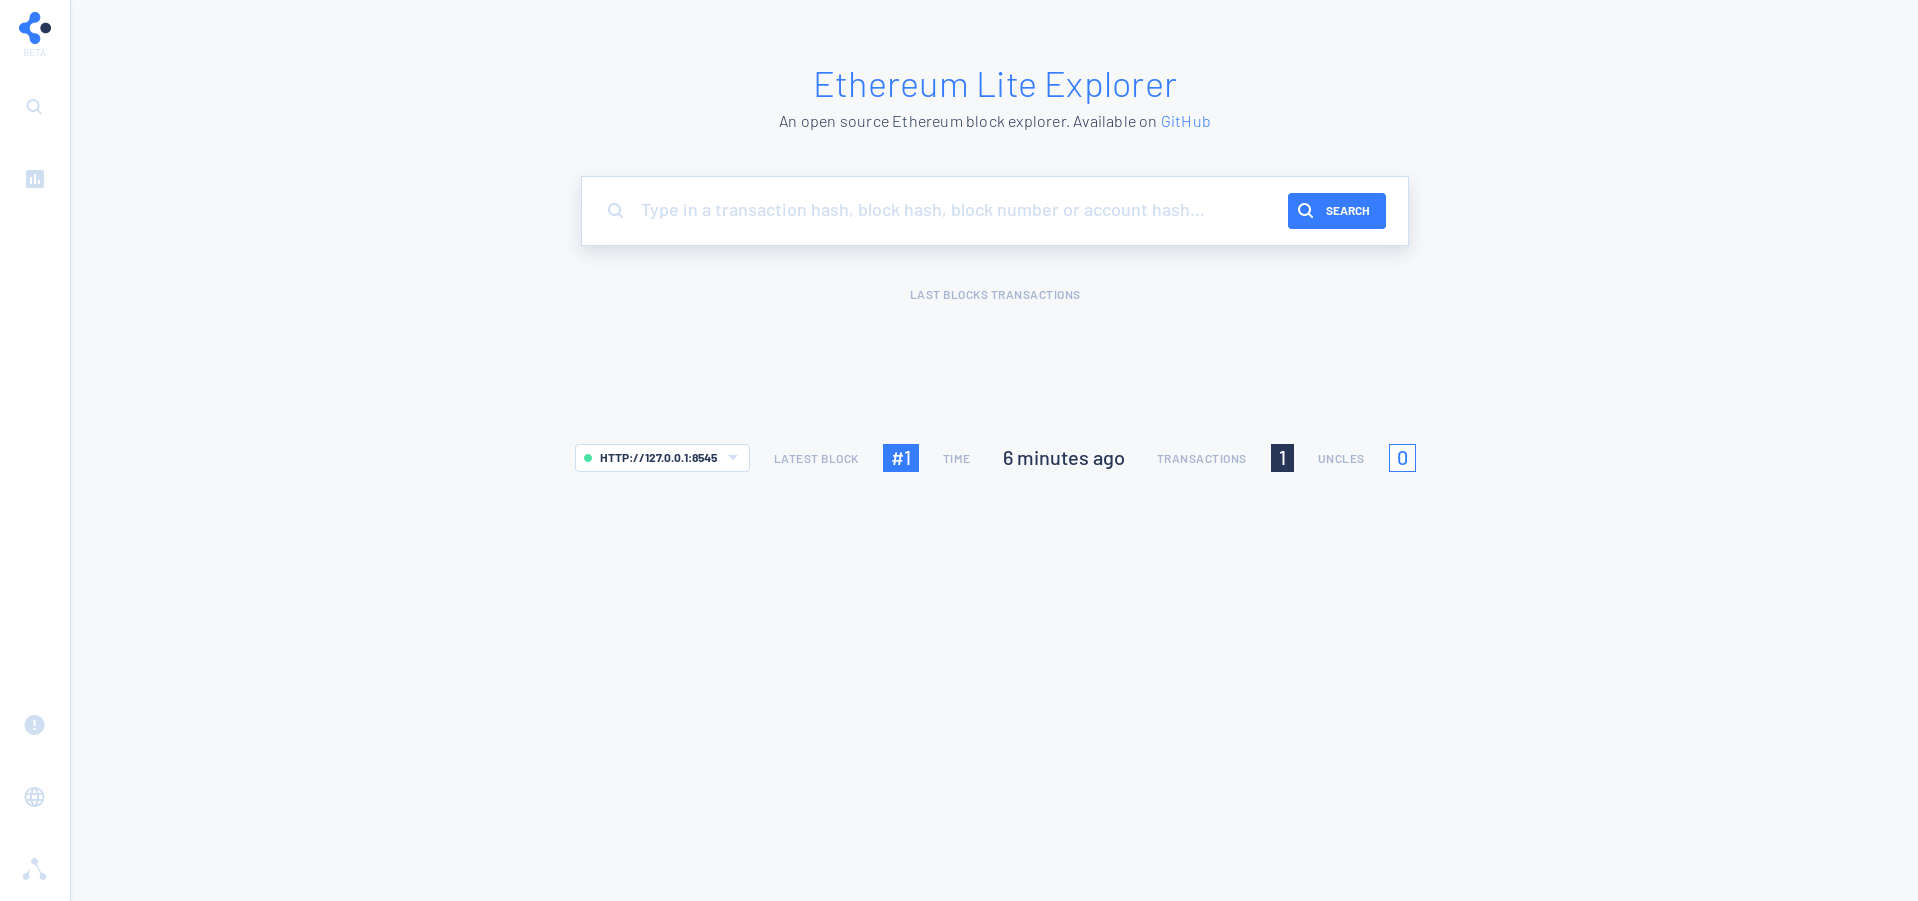 BETA
Ethereum Lite Explorer
An open source Ethereum block explorer. Available on GitHub
Type in a transaction hash, block hash, block number or account hash...
SEARCH
LAST BLOCKS TRANSACTIONS
HTTP://127.0.0.1:8545 LATEST BLOCK #1 TIME 6 minutes ago TRANSACTIONS 1 UNCLES 0